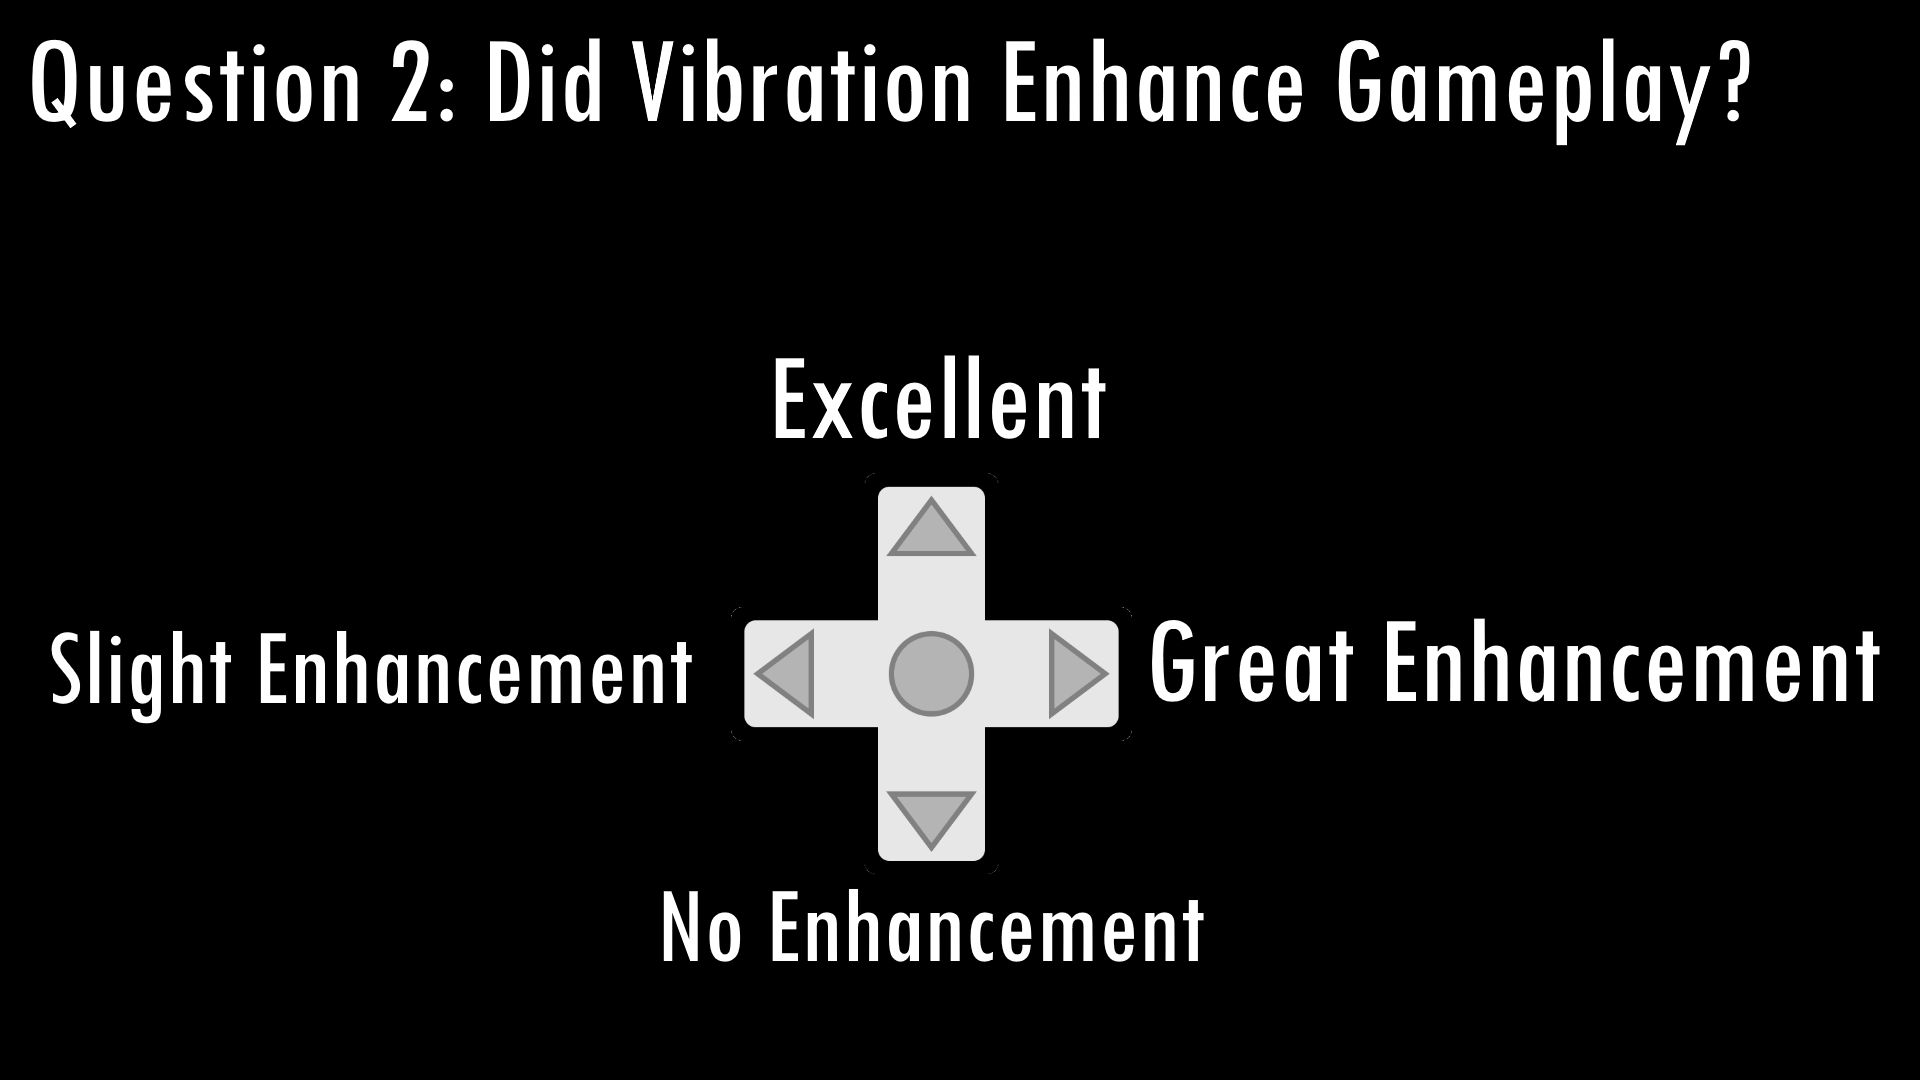 Question 2: Did Vibration Enhance Gameplay?
Excellent
Slight Enhancement
Great Enhancement
No Enhancement